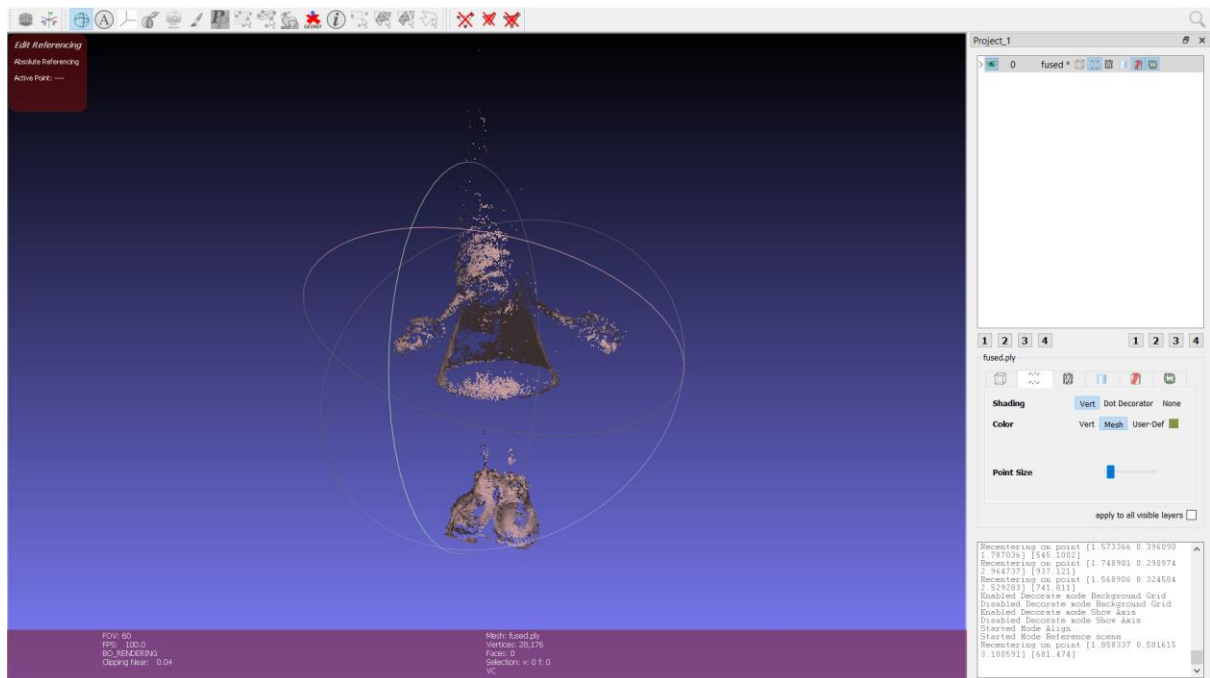 GEOREF
Edit Referencing
Absolute Referencing
Active Point: ----
FOV: 60
FPS: 100.0
BO_RENDERING
Clipping Near: 0.04
Mesh: fused.ply
Vertices: 28,176
Faces: 0
Selection: v: 0 f: 0
VC
Project_1
0 fused *
1 2 3 4 1 2 3 4
fused.ply
Shading Vert Dot Decorator None
Color Vert Mesh User-Def
Point Size
apply to all visible layers
Recentering on point [1.573366 0.396090
1.787036] [545.1002]
Recentering on point [1.740981 0.290974
2.964737] [937.121]
Recentering on point [1.560906 0.324584
2.529283] [741.811]
Enabled Decorate mode Background Grid
Disabled Decorate mode Background Grid
Enabled Decorate mode Show Axis
Disabled Decorate mode Show Axis
Started Mode Align
Started Mode Reference scene
Recentering on point [1.858337 0.581615
3.108591] [681.474]